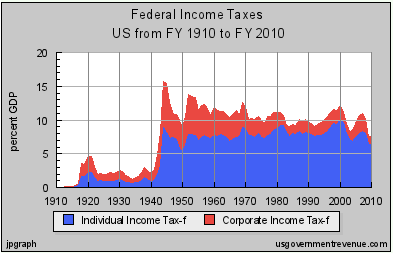 Federal Income Taxes
US from FY 1910 to FY 2010
percent GDP
20
15
10
5
0
1910 1920 1930 1940 1950 1960 1970 1980 1990 2000 2010
Individual Income Tax-f Corporate Income Tax-f
jpgraph usgovernmentrevenue.com